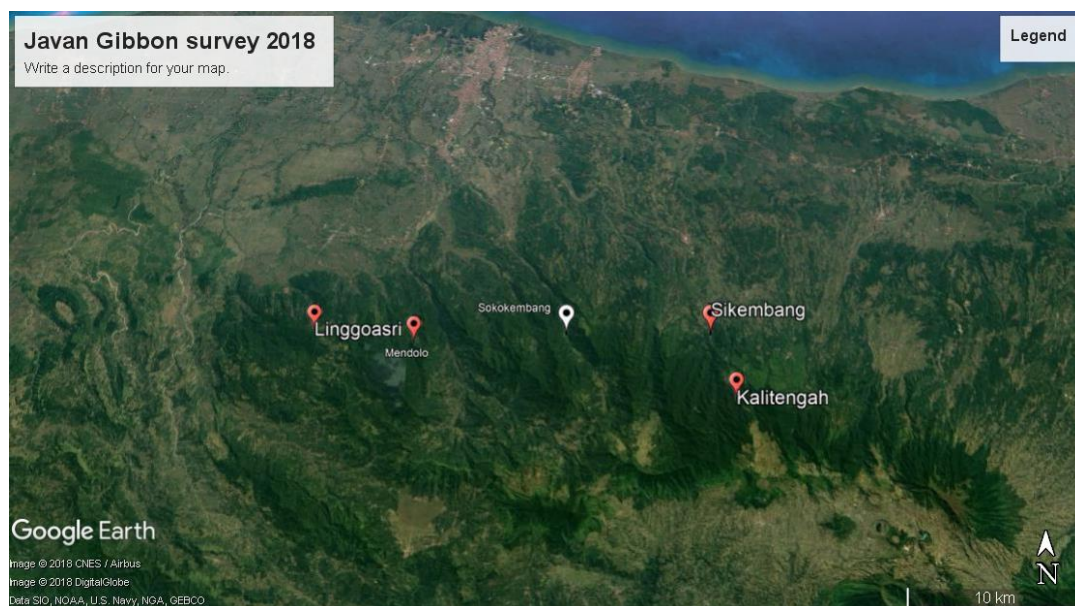 Javan Gibbon survey 2018
Write a description for your map.
Legend
Sokokembang
Sikembang
Linggoasri
Mendolo
Kalitengah
Google Earth
Image © 2018 CNES / Airbus
Image © 2018 DigitalGlobe
Data SIO, NOAA, U.S. Navy, NGA, GEBCO
N
10 km